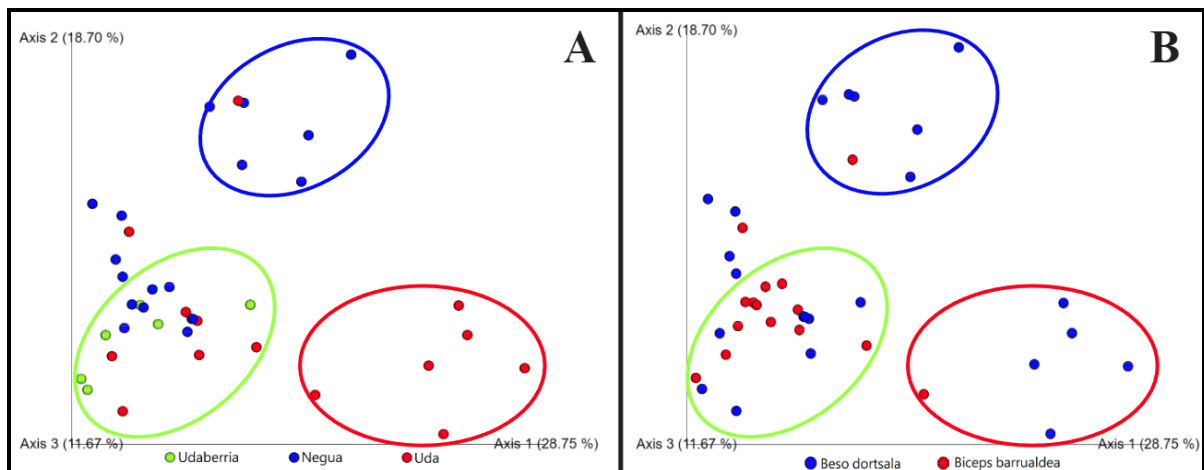 Axis 2 (18.70 %)
A
Axis 3 (11.67 %)
Axis 1 (28.75 %)
Udaberria
Negua
Uda
Axis 2 (18.70 %)
B
Axis 3 (11.67 %)
Axis 1 (28.75 %)
Beso dortsala
Biceps barrualdea